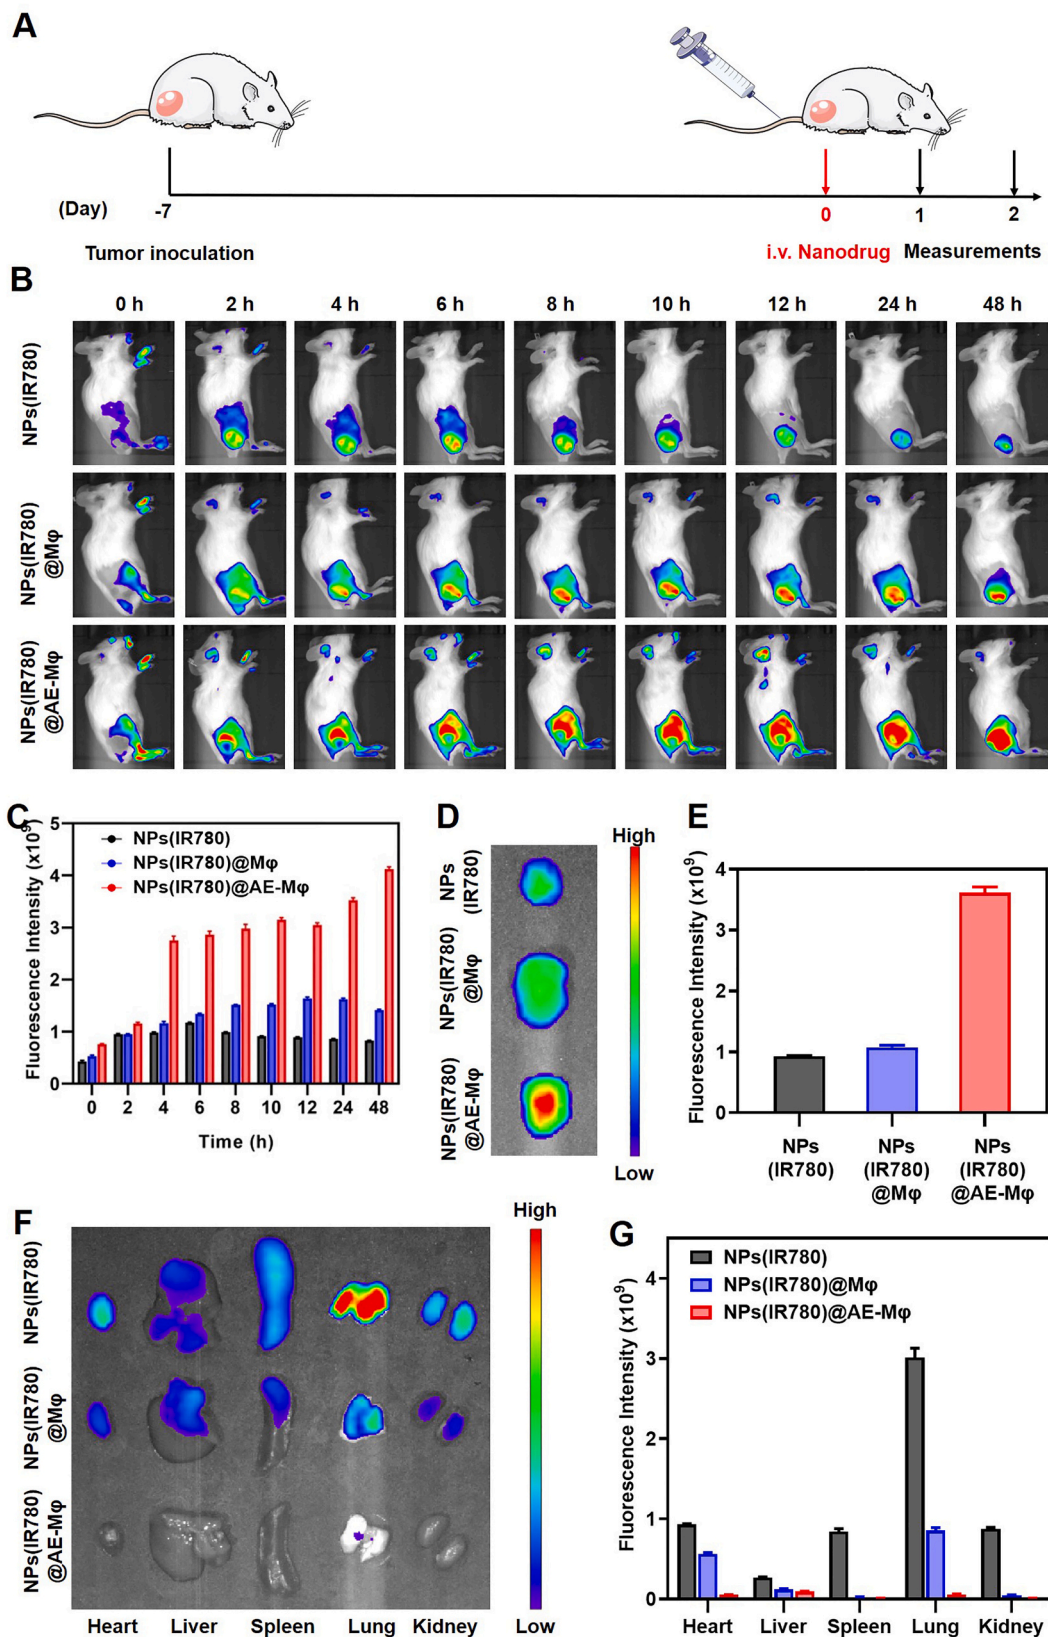 A
(Day)
-7
0
1
2
Tumor inoculation
i.v. Nanodrug
Measurements
B
0 h
2 h
4 h
6 h
8 h
10 h
12 h
24 h
48 h
NPs(IR780)
NPs(IR780)
@Mφ
NPs(IR780)
@AE-Mφ
C
Fluorescence Intensity (x10⁹)
5
4
3
2
1
0
NPs(IR780)
NPs(IR780)@Mφ
NPs(IR780)@AE-Mφ
0 2 4 6 8 10 12 24 48
Time (h)
D
NPs
(IR780)
NPs(IR780)
@Mφ
NPs(IR780)
@AE-Mφ
High
Low
E
Fluorescence Intensity (x10⁹)
4
3
2
1
0
NPs
(IR780)
NPs
(IR780)
@Mφ
NPs
(IR780)
@AE-Mφ
F
NPs(IR780)
NPs(IR780)
@Mφ
NPs(IR780)
@AE-Mφ
Heart Liver Spleen Lung Kidney
High
Low
G
Fluorescence Intensity (x10⁹)
4
3
2
1
0
NPs(IR780)
NPs(IR780)@Mφ
NPs(IR780)@AE-Mφ
Heart Liver Spleen Lung Kidney